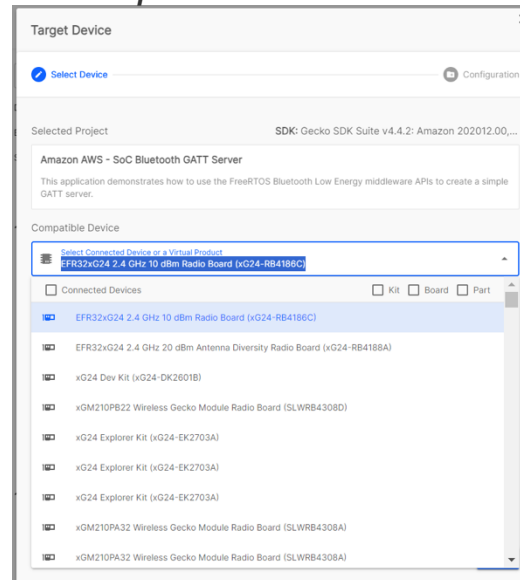 Target Device
Select Device
Configuration
Selected Project
SDK: Gecko SDK Suite v4.4.2: Amazon 202012.00,...
Amazon AWS - SoC Bluetooth GATT Server
This application demonstrates how to use the FreeRTOS Bluetooth Low Energy middleware APIs to create a simple
GATT server.
Compatible Device
Select Connected Device or a Virtual Product
EFR32xG24 2.4 GHz 10 dBm Radio Board (xG24-RB4186C)
Connected Devices
Kit
Board
Part
EFR32xG24 2.4 GHz 10 dBm Radio Board (xG24-RB4186C)
EFR32xG24 2.4 GHz 20 dBm Antenna Diversity Radio Board (xG24-RB4188A)
xG24 Dev Kit (xG24-DK2601B)
xGM210PB22 Wireless Gecko Module Radio Board (SLWRB4308D)
xG24 Explorer Kit (xG24-EK2703A)
xG24 Explorer Kit (xG24-EK2703A)
xG24 Explorer Kit (xG24-EK2703A)
xGM210PA32 Wireless Gecko Module Radio Board (SLWRB4308A)
xGM210PA32 Wireless Gecko Module Radio Board (SLWRB4308A)